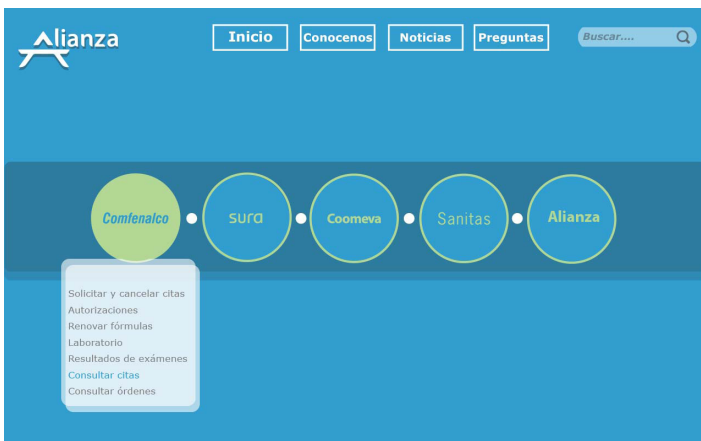 Alianza
Inicio
Conocenos
Noticias
Preguntas
Buscar....
Comfenalco
sura
Coomeva
Sanitas
Alianza
Solicitar y cancelar citas
Autorizaciones
Renovar fórmulas
Laboratorio
Resultados de exámenes
Consultar citas
Consultar órdenes